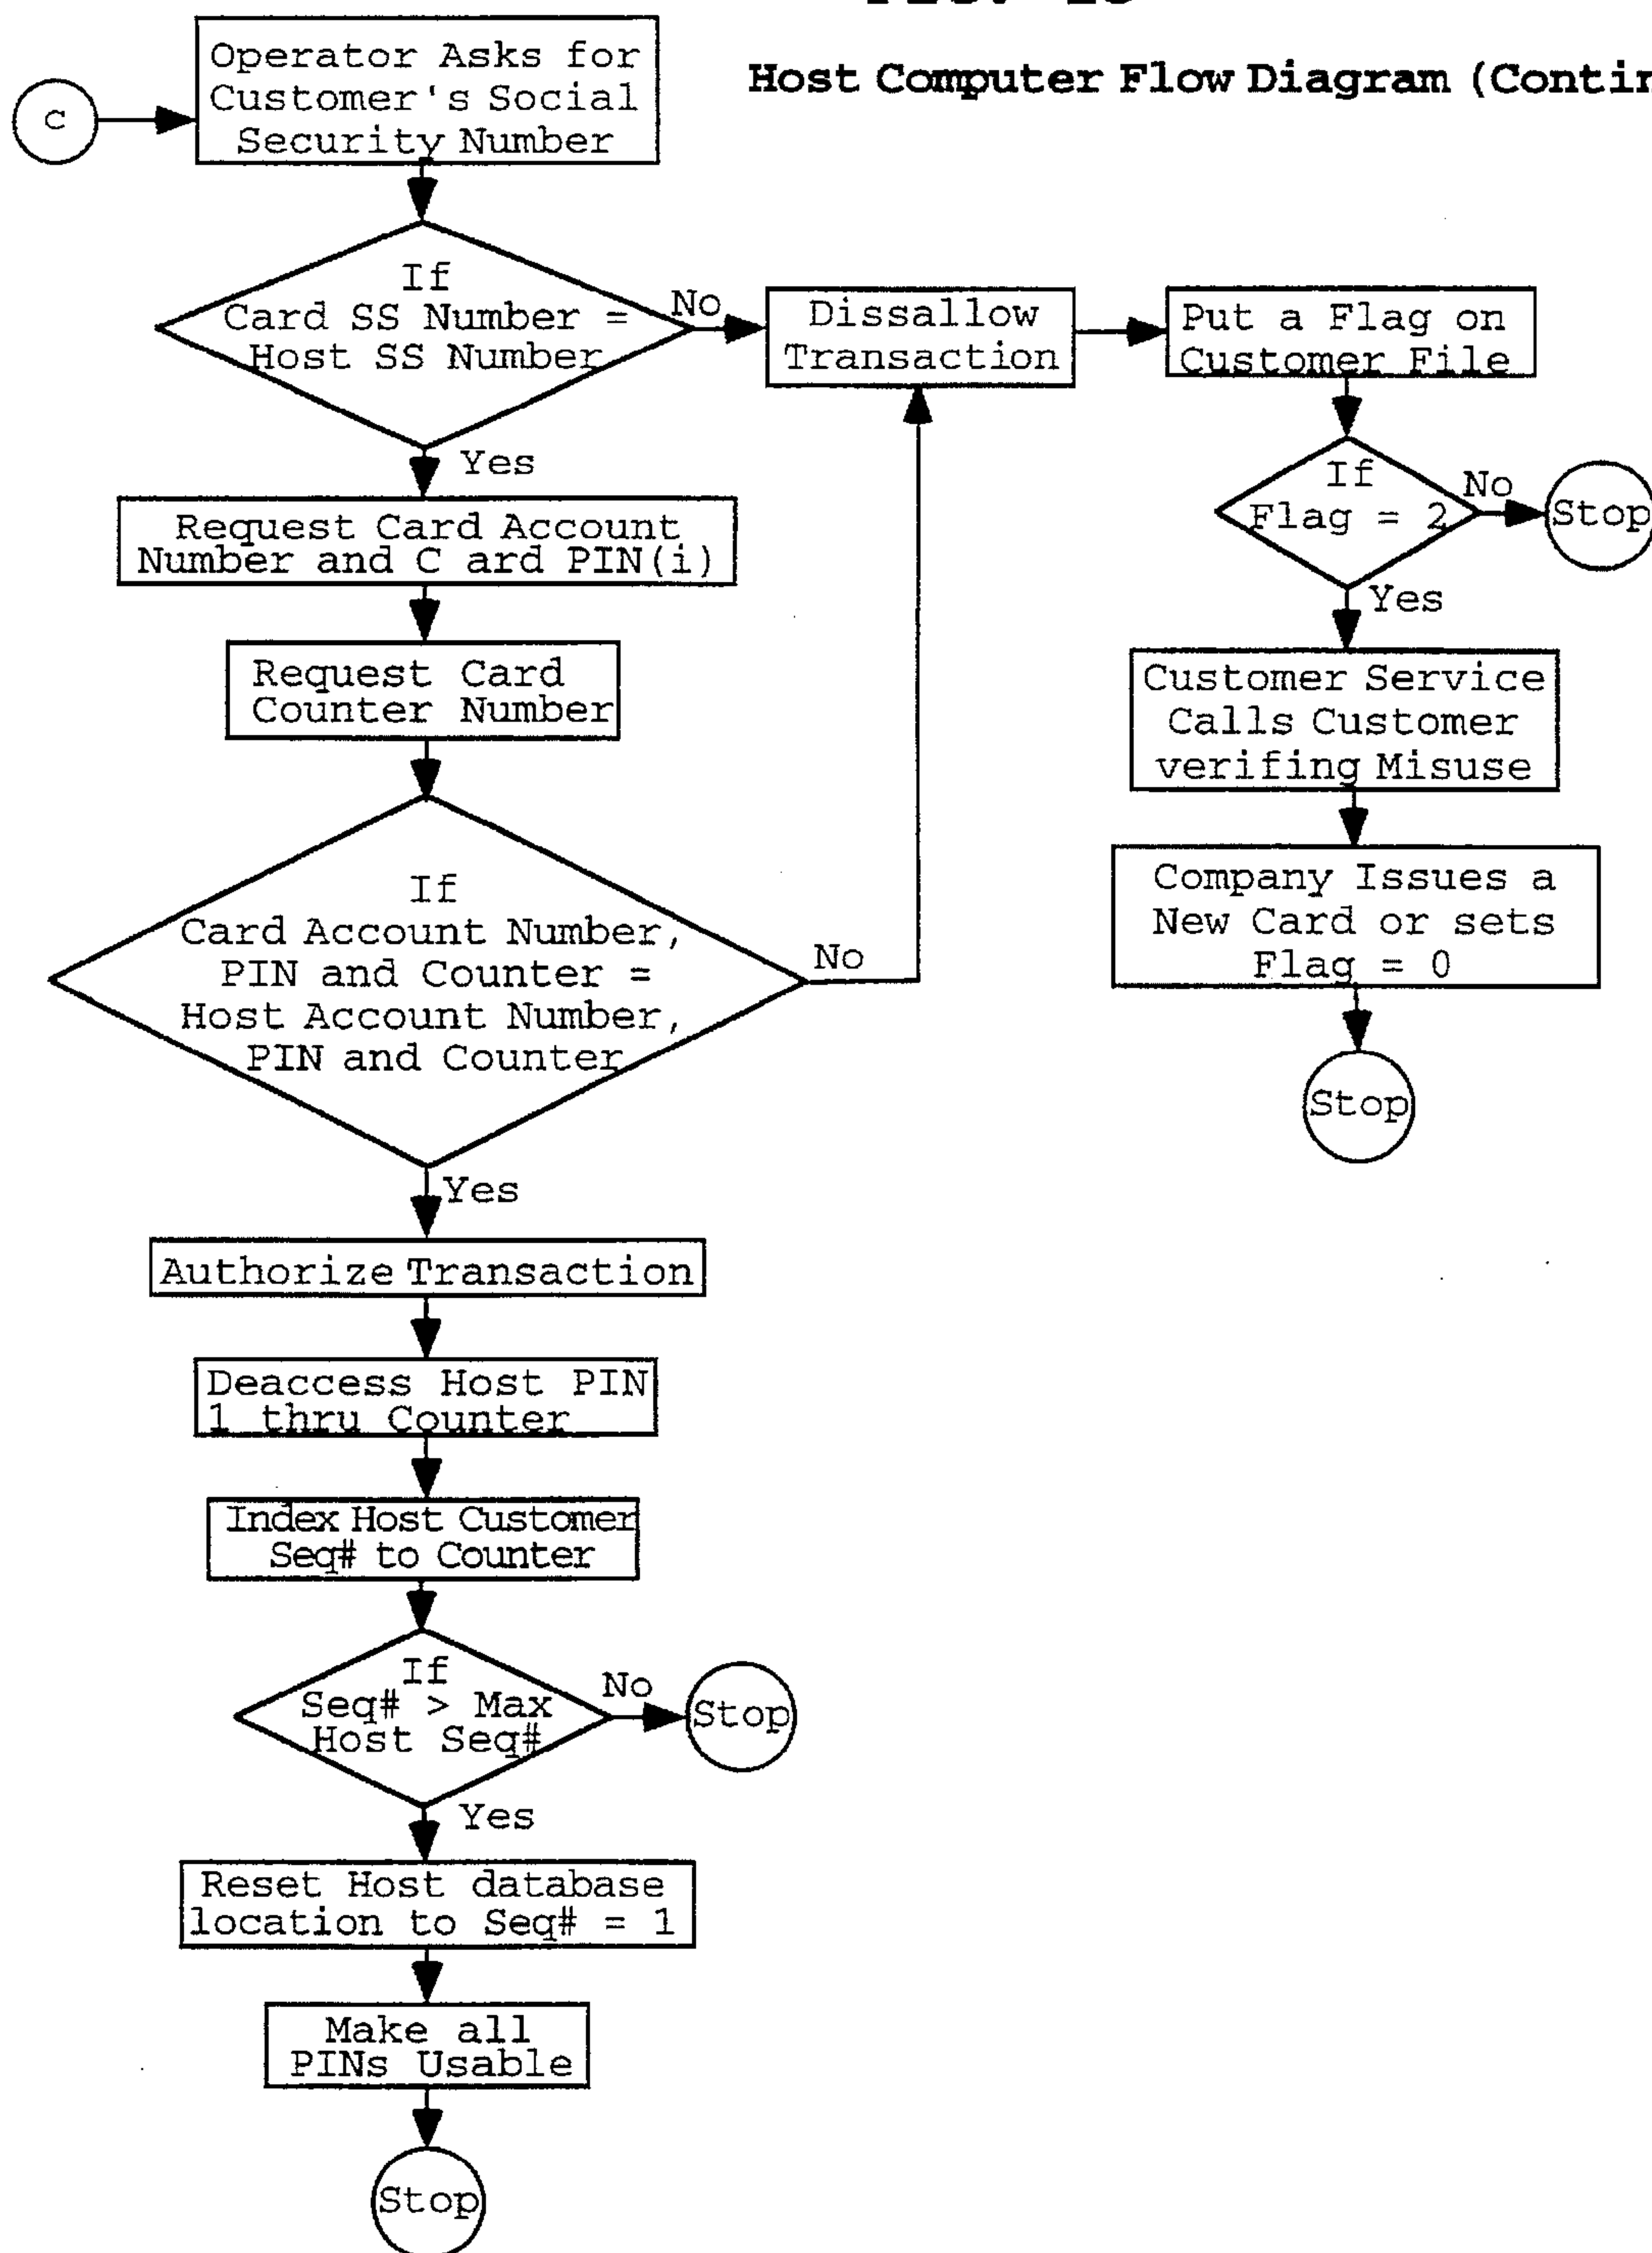 Host Computer Flow Diagram (Contin
C
Operator Asks for
Customer's Social
Security Number
If
Card SS Number =
Host SS Number
No
Dissallow
Transaction
Put a Flag on
Customer File
If
Flag = 2
No
Stop
Yes
Customer Service
Calls Customer
verifing Misuse
Company Issues a
New Card or sets
Flag = 0
Stop
Yes
Request Card Account
Number and C ard PIN(i)
Request Card
Counter Number
If
Card Account Number,
PIN and Counter =
Host Account Number,
PIN and Counter
No
Yes
Authorize Transaction
Deaccess Host PIN
1 thru Counter
Index Host Customer
Seq# to Counter
If
Seq# > Max
Host Seq#
No
Stop
Yes
Reset Host database
location to Seq# = 1
Make all
PINs Usable
Stop